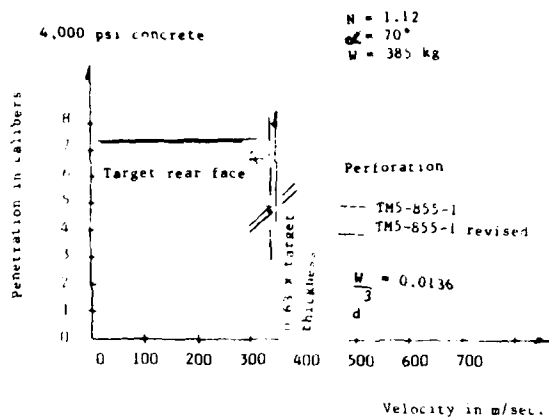 4,000 psi concrete
N = 1.12
α = 70°
W = 385 kg
Penetration in calibers
8
7
6
5
4
3
2
1
0
Target rear face
0.63 x target
thickness
Perforation
--- TM5-855-1
___ TM5-855-1 revised
W
3 = 0.0136
d
0 100 200 300 400 500 600 700
Velocity in m/sec.